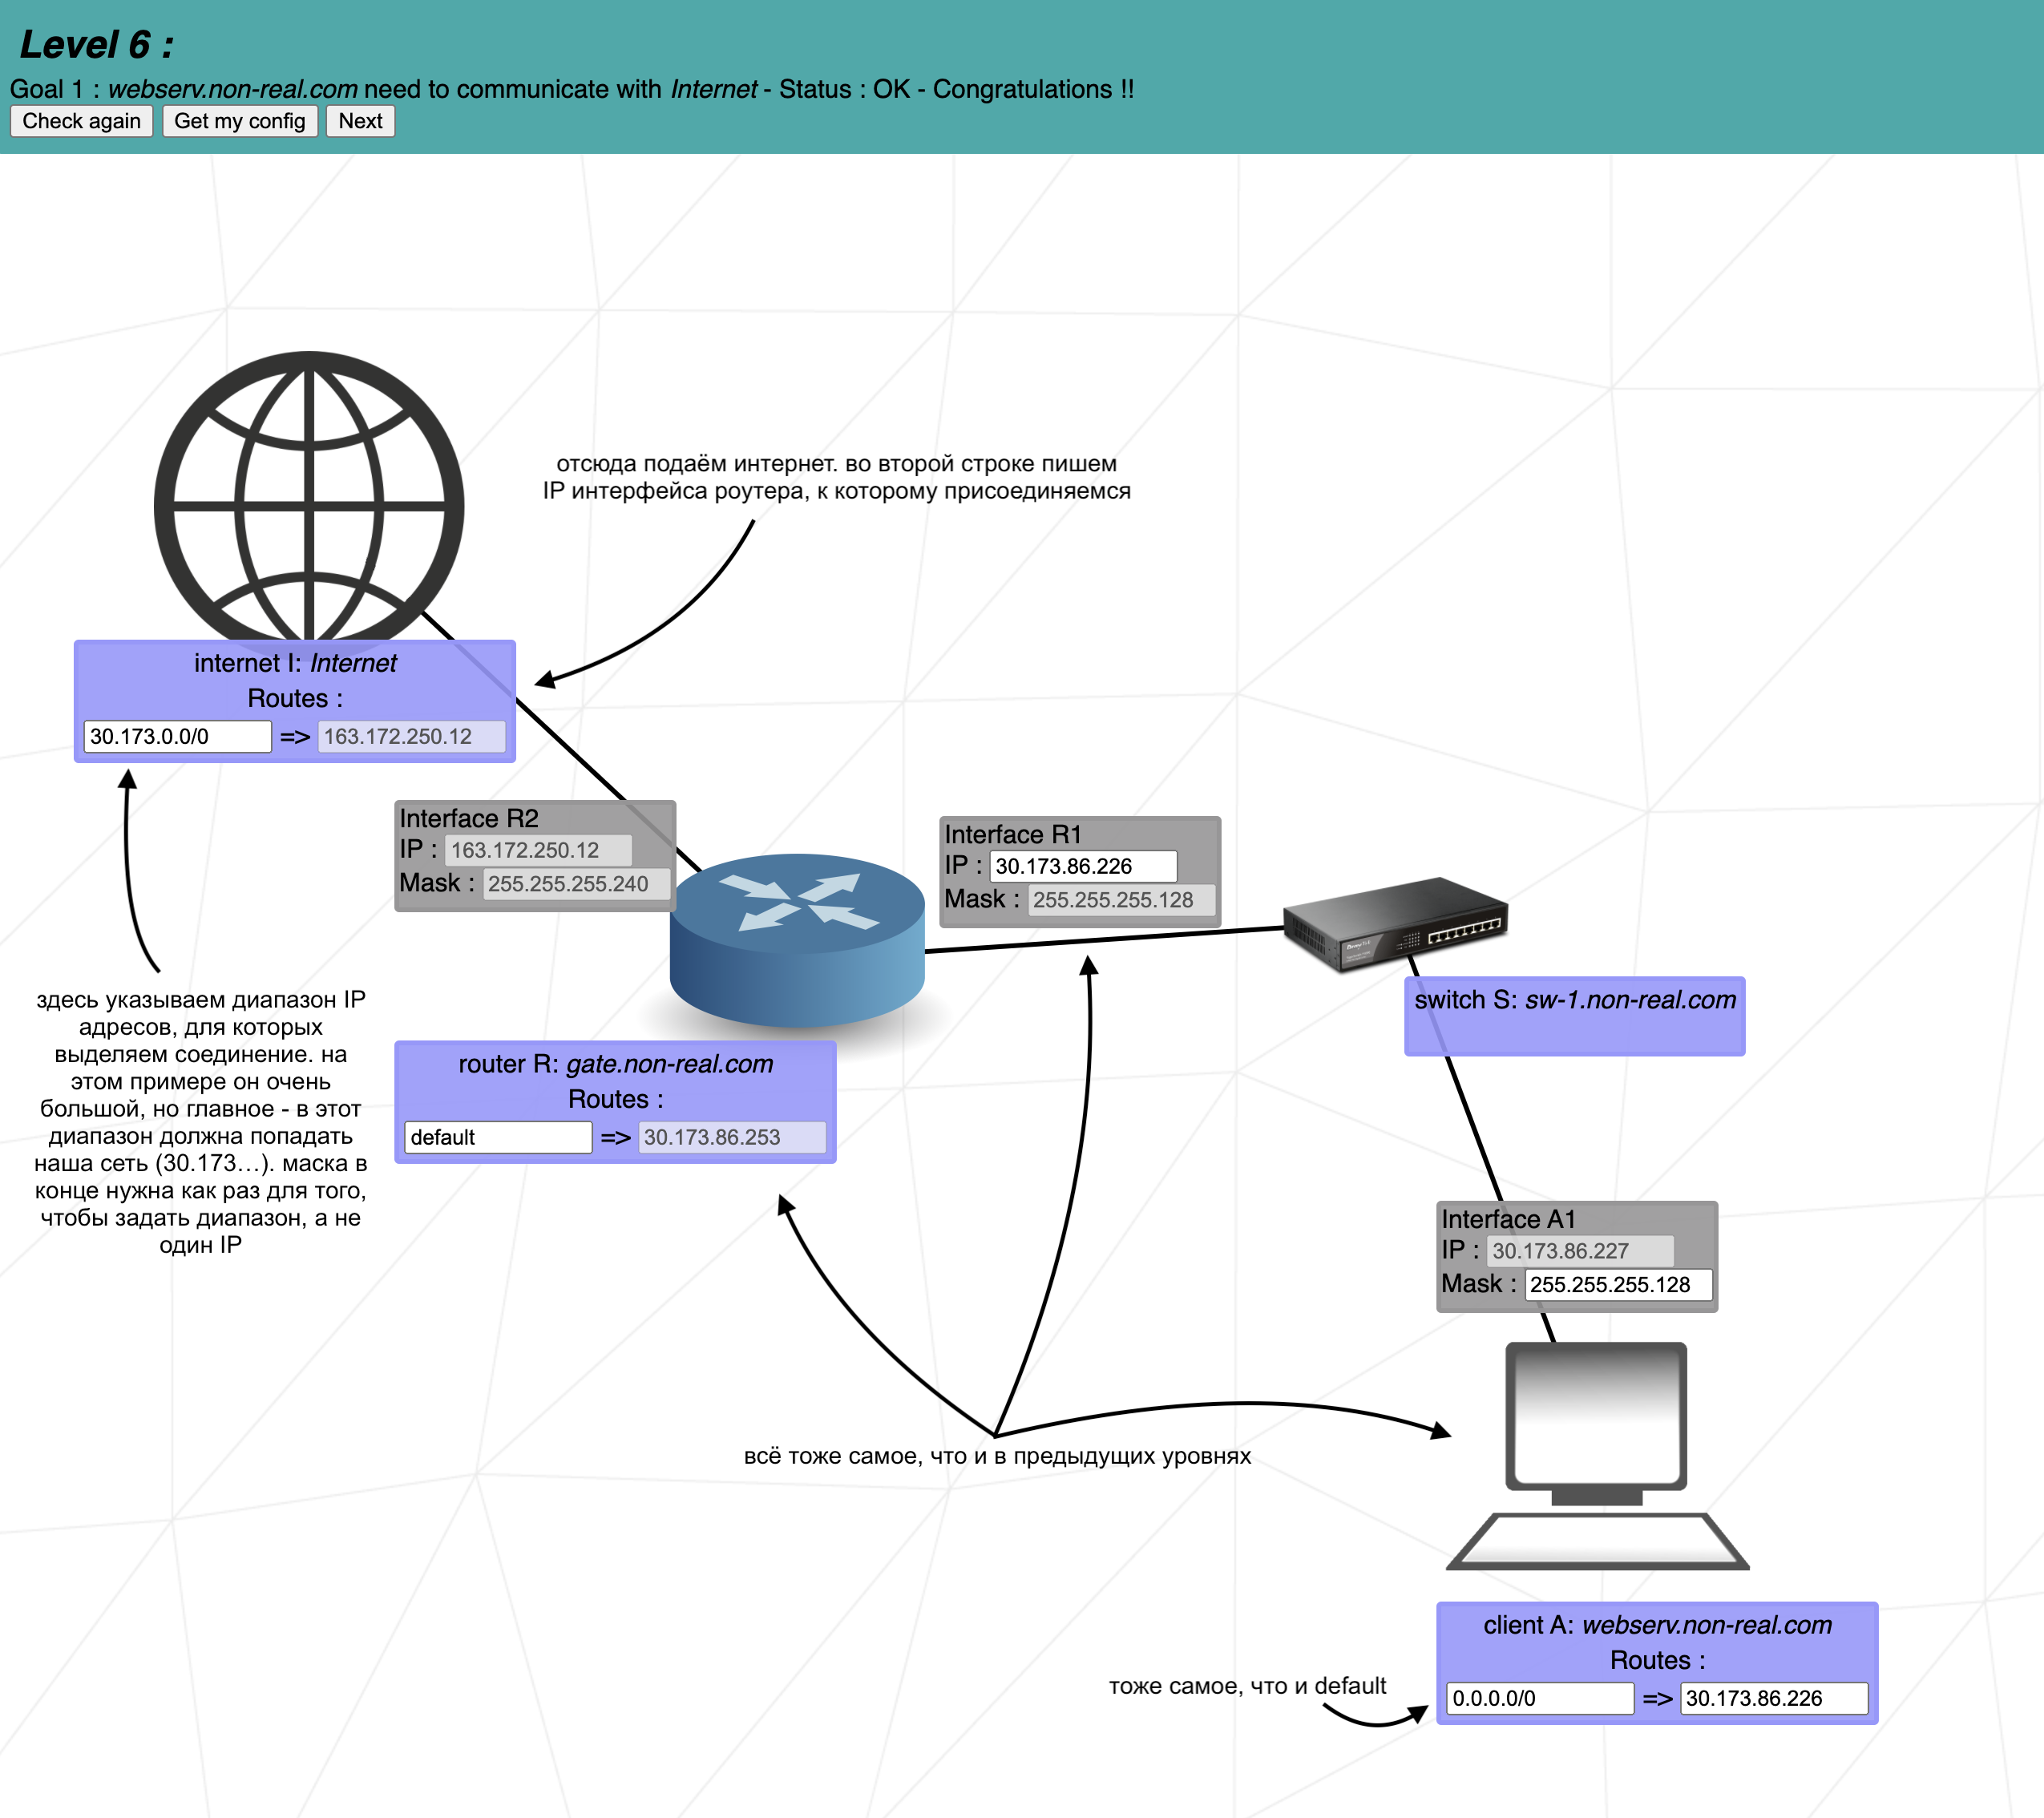 Level 6 :
Goal 1 : webserv.non-real.com need to communicate with Internet - Status : OK - Congratulations !!
Check again Get my config Next
отсюда подаём интернет. во второй строке пишем
IP интерфейса роутера, к которому присоединяемся
internet I: Internet
Routes :
30.173.0.0/0 => 163.172.250.12
Interface R2
IP : 163.172.250.12
Mask : 255.255.255.240
Interface R1
IP : 30.173.86.226
Mask : 255.255.255.128
switch S: sw-1.non-real.com
здесь указываем диапазон IP
адресов, для которых
выделяем соединение. на
этом примере он очень
большой, но главное - в этот
диапазон должна попадать
наша сеть (30.173...). маска в
конце нужна как раз для того,
чтобы задать диапазон, а не
один IP
router R: gate.non-real.com
Routes :
default => 30.173.86.253
Interface A1
IP : 30.173.86.227
Mask : 255.255.255.128
всё тоже самое, что и в предыдущих уровнях
client A: webserv.non-real.com
Routes :
0.0.0.0/0 => 30.173.86.226
тоже самое, что и default